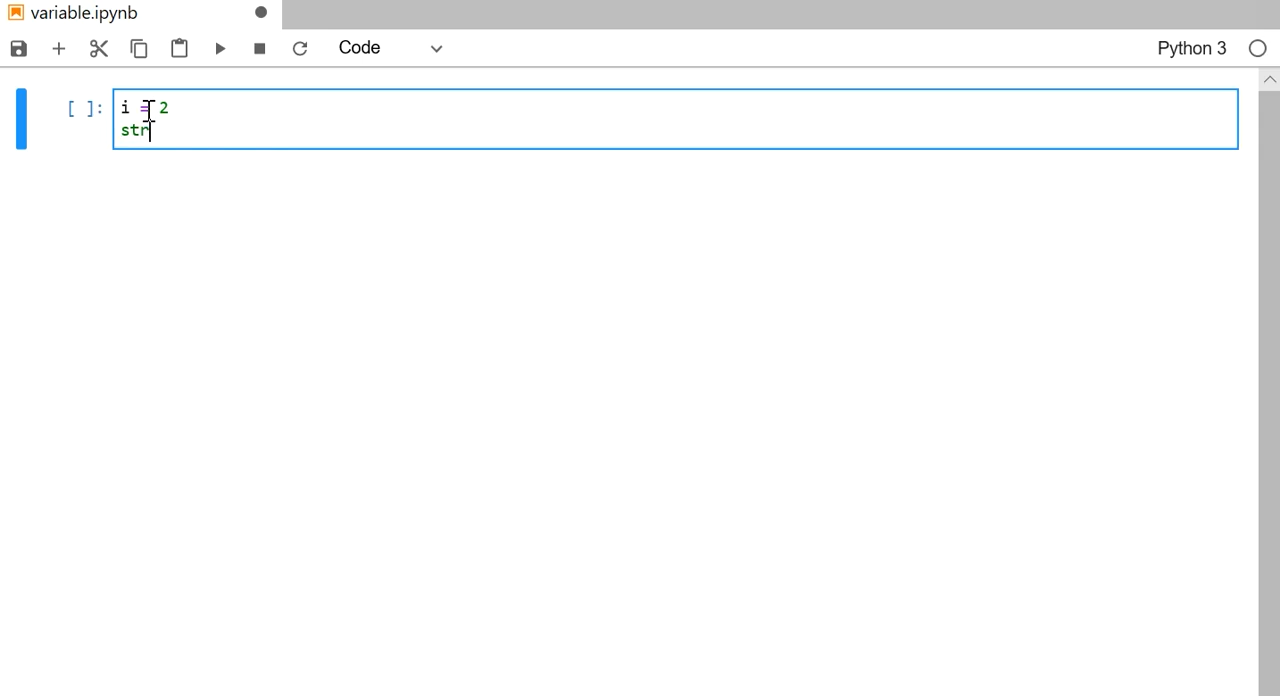 variable.ipynb
Code
Python 3
[ ]:
i = 2
str